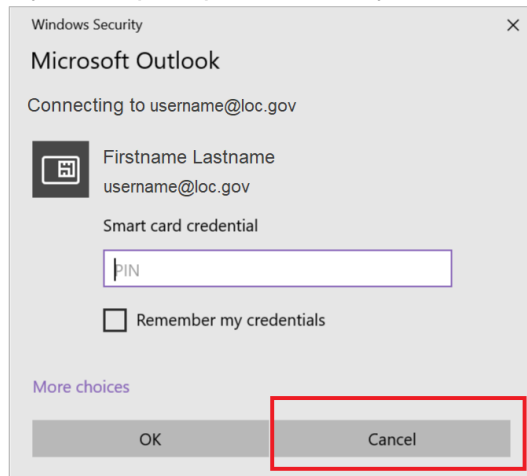 Windows Security
Microsoft Outlook
Connecting to username@loc.gov
Firstname Lastname
username@loc.gov
Smart card credential
PIN
Remember my credentials
More choices
OK
Cancel